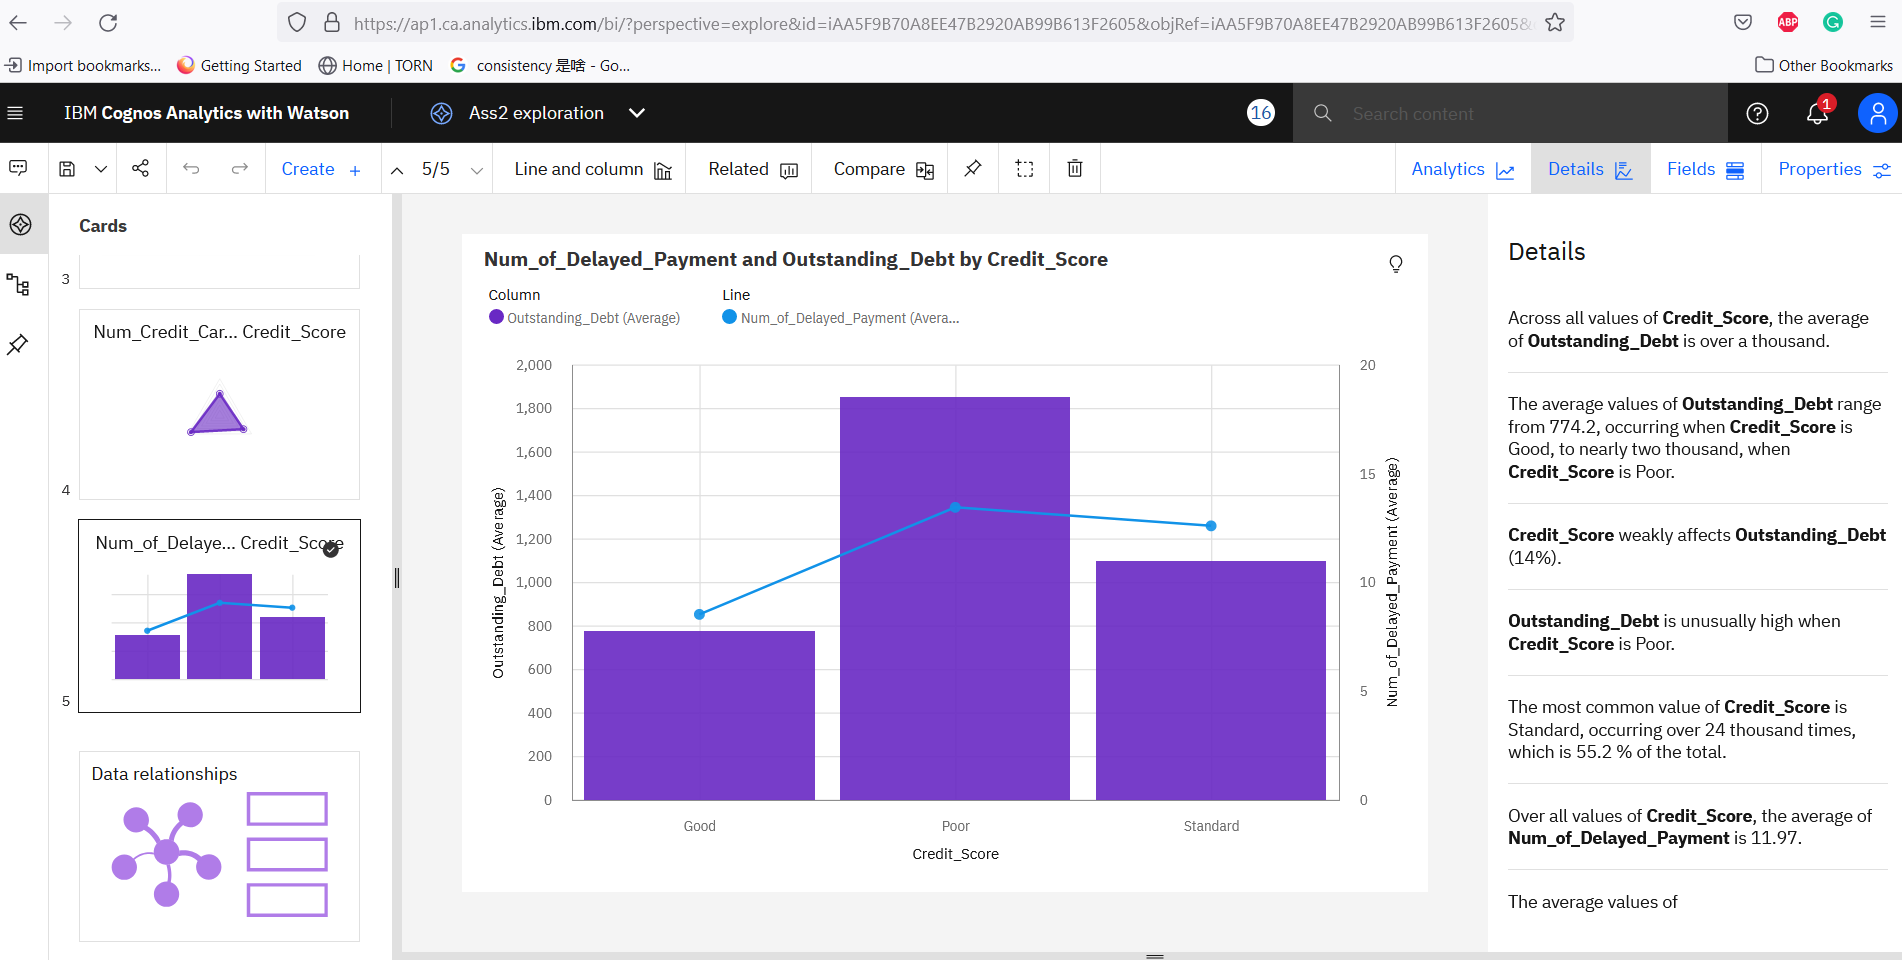 https://ap1.ca.analytics.ibm.com/bi/?perspective=explore&id=iAA5F9B70A8EE47B2920AB99B613F2605&objRef=iAA5F9B70A8EE47B2920AB99B613F2605&
ABP
Import bookmarks...
Getting Started
Home | TORN
consistency 是啥 - Go...
Other Bookmarks
IBM Cognos Analytics with Watson
Ass2 exploration
16
Search content
1
Create +
5/5
Line and column
Related
Compare
Analytics
Details
Fields
Properties
Cards
3
Num_Credit_Car... Credit_Score
4
Num_of_Delaye... Credit_Score
5
Data relationships
Num_of_Delayed_Payment and Outstanding_Debt by Credit_Score
Column
Outstanding_Debt (Average)
Line
Num_of_Delayed_Payment (Avera...
Outstanding_Debt (Average)
2,000
1,800
1,600
1,400
1,200
1,000
800
600
400
200
0
20
15
10
5
0
Num_of_Delayed_Payment (Average)
Good
Poor
Standard
Credit_Score
Details
Across all values of Credit_Score, the average
of Outstanding_Debt is over a thousand.
The average values of Outstanding_Debt range
from 774.2, occurring when Credit_Score is
Good, to nearly two thousand, when
Credit_Score is Poor.
Credit_Score weakly affects Outstanding_Debt
(14%).
Outstanding_Debt is unusually high when
Credit_Score is Poor.
The most common value of Credit_Score is
Standard, occurring over 24 thousand times,
which is 55.2 % of the total.
Over all values of Credit_Score, the average of
Num_of_Delayed_Payment is 11.97.
The average values of